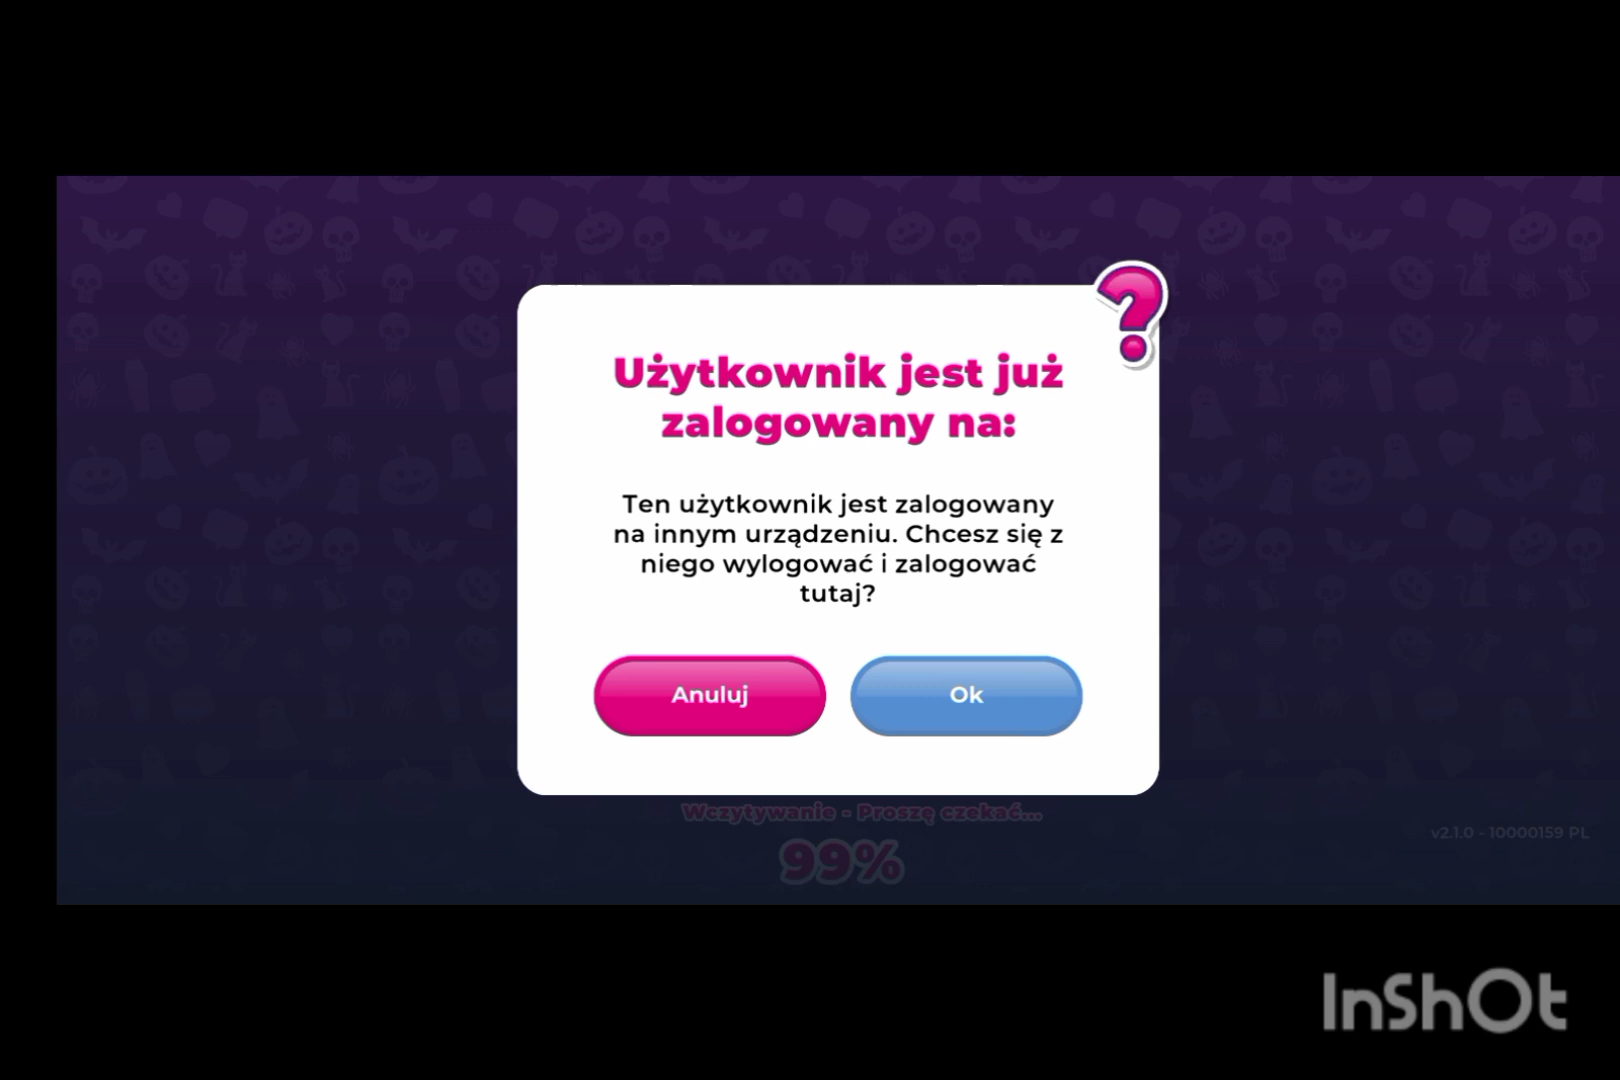 Użytkownik jest już
zalogowany na:
Ten użytkownik jest zalogowany
na innym urządzeniu. Chcesz się z
niego wylogować i zalogować
tutaj?
Anuluj
Ok
Wczytywanie - Proszę czekać...
99%
v2.1.0 - 10000159 PL
InShOt